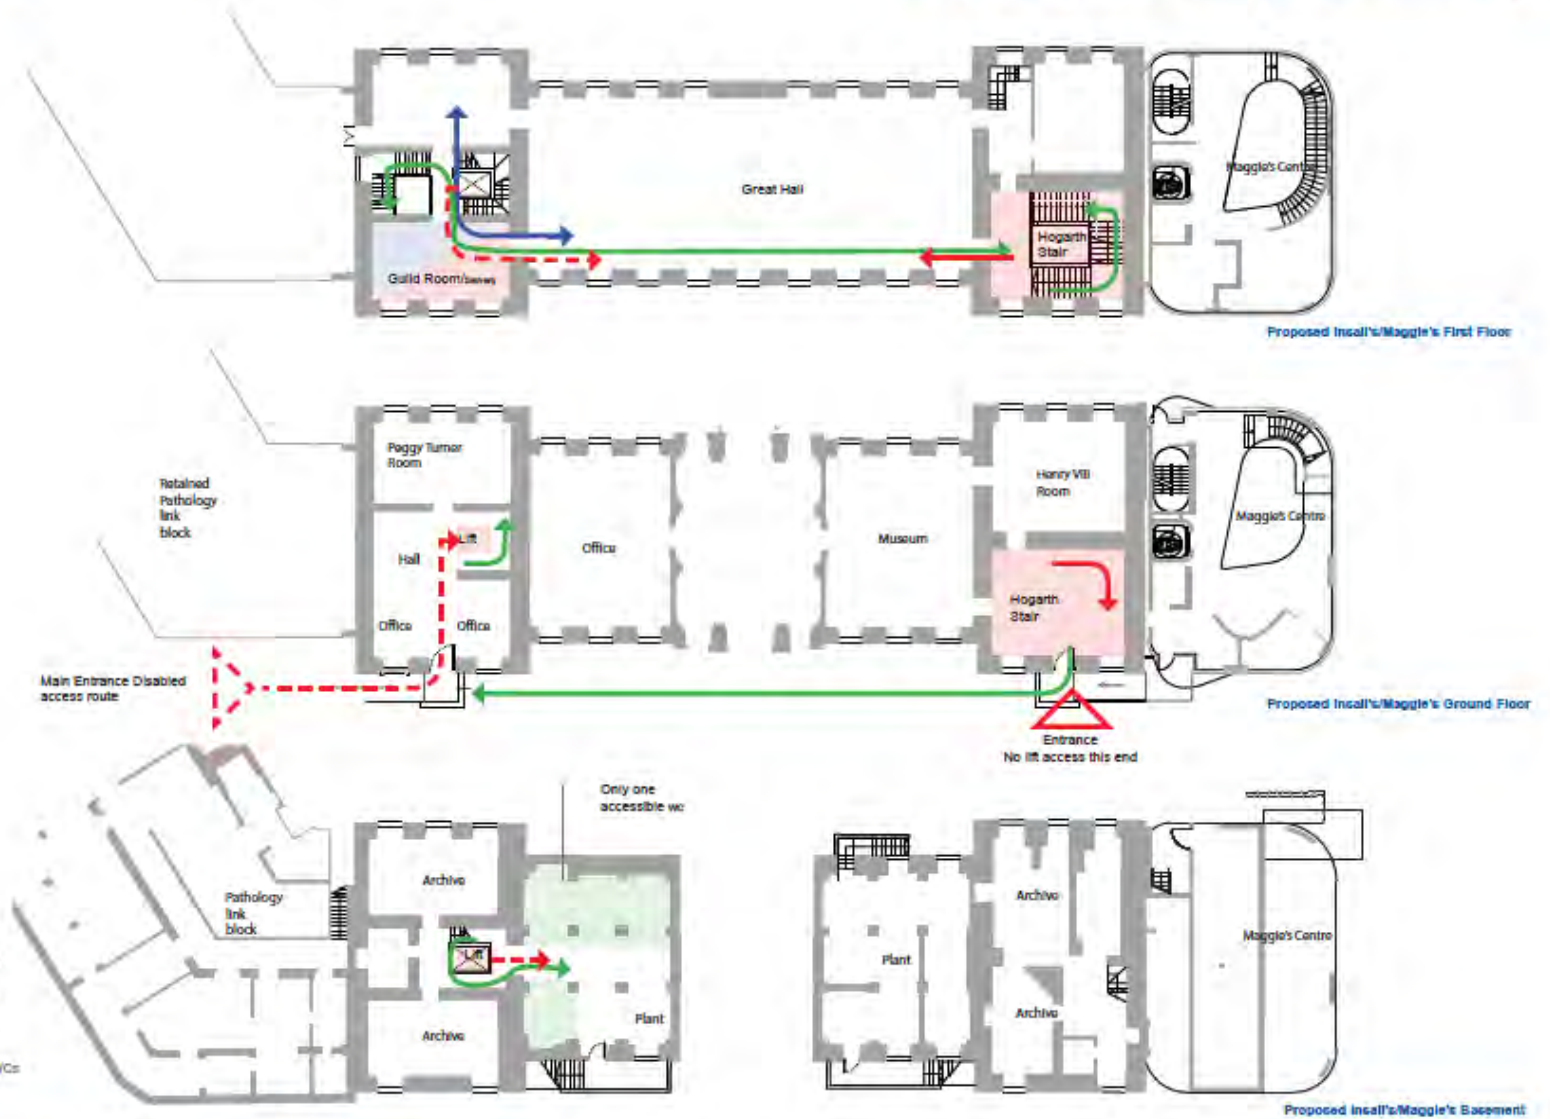 Great Hall
Maggie's Centre
Hogarth
Stair
Guild Room/Servery
Proposed Insall's/Maggie's First Floor
Peggy Turner
Room
Retained
Pathology
link
block
Henry VIII
Room
Maggie's Centre
Lift
Hall
Office
Museum
Hogarth
Stair
Office
Office
Main Entrance Disabled
access route
Proposed Insall's/Maggie's Ground Floor
Entrance
No lift access this end
Only one
accessible wc
Archive
Pathology
link
block
Archive
Maggie's Centre
Lift
Plant
Plant
Archive
Archive
Proposed Insall's/Maggie's Basement